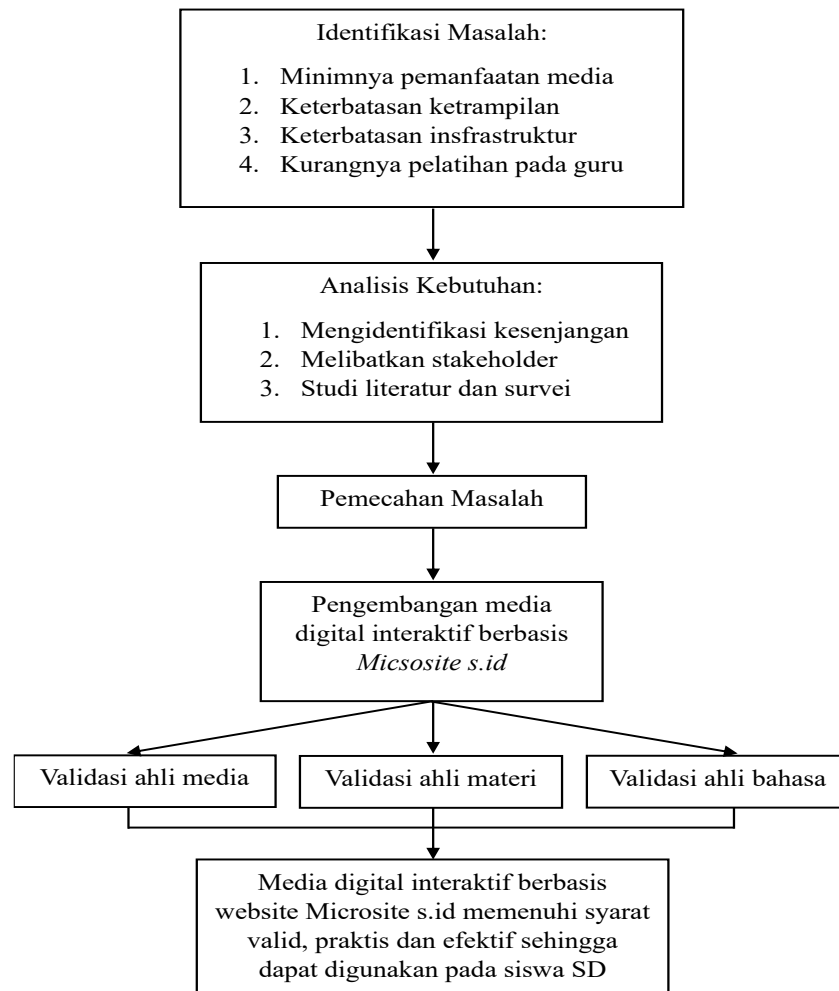 Identifikasi Masalah:
1. Minimnya pemanfaatan media
2. Keterbatasan ketrampilan
3. Keterbatasan insfrastruktur
4. Kurangnya pelatihan pada guru
Analisis Kebutuhan:
1. Mengidentifikasi kesenjangan
2. Melibatkan stakeholder
3. Studi literatur dan survei
Pemecahan Masalah
Pengembangan media
digital interaktif berbasis
Micsosite s.id
Validasi ahli media
Validasi ahli materi
Validasi ahli bahasa
Media digital interaktif berbasis
website Microsite s.id memenuhi syarat
valid, praktis dan efektif sehingga
dapat digunakan pada siswa SD